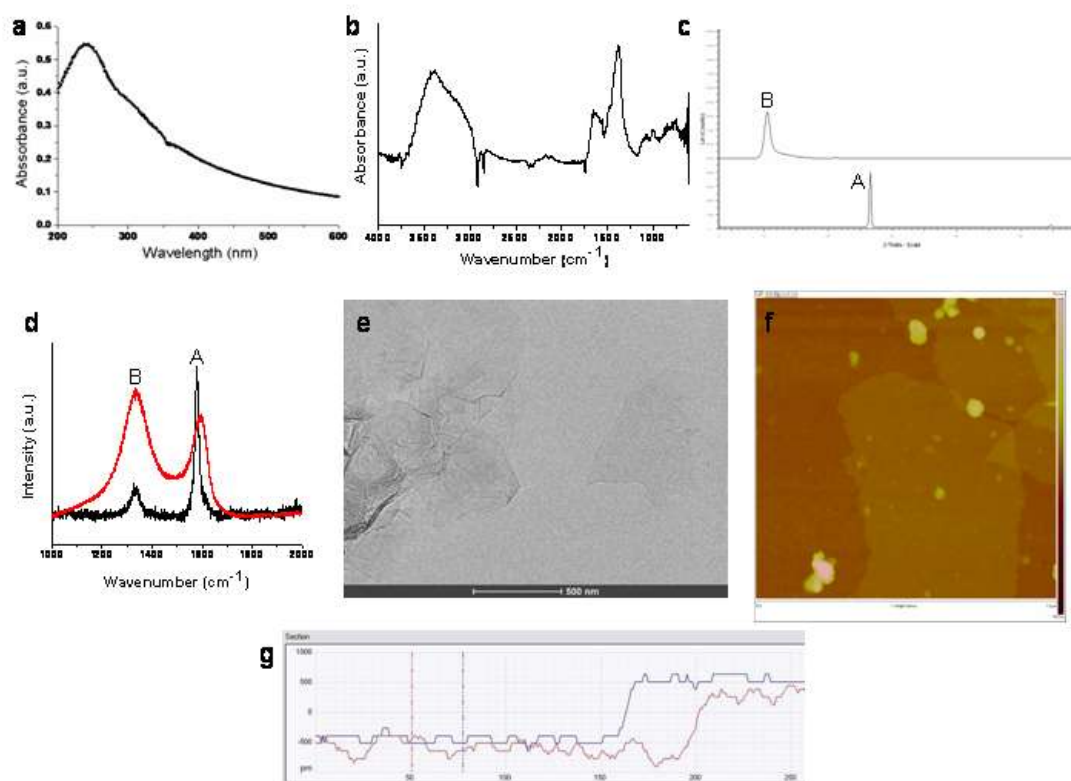 a
Abssorbance (a.u.)
0.6
0.5
0.4
0.3
0.2
0.1
0.0
200 300 400 500 600
Wavelength (nm)
b
Absorbance (a.u.)
4000 3500 3000 2500 2000 1500 1000
Wavenumber (cm-1)
c
B
A
d
B A
Intensity (a.u.)
1000 1200 1400 1600 1800 2000
Wavenumber (cm-1)
e
500 nm
f
g
Section
1000
500
0
-500
pm
50 100 150 200 250